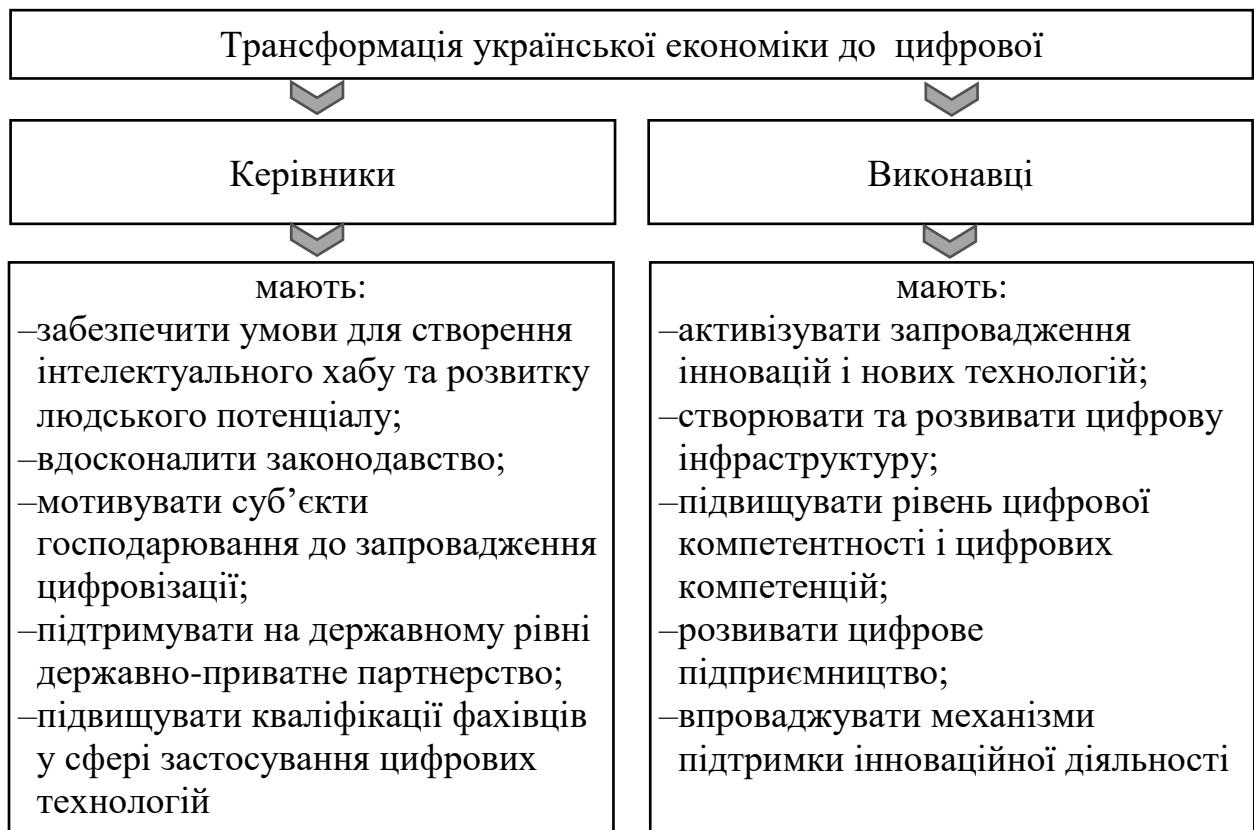 Трансформація української економіки до цифрової
Керівники
Виконавці
мають:
–забезпечити умови для створення
інтелектуального хабу та розвитку
людського потенціалу;
–вдосконалити законодавство;
–мотивувати суб’єкти
господарювання до запровадження
цифровізації;
–підтримувати на державному рівні
державно-приватне партнерство;
–підвищувати кваліфікації фахівців
у сфері застосування цифрових
технологій
мають:
–активізувати запровадження
інновацій і нових технологій;
–створювати та розвивати цифрову
інфраструктуру;
–підвищувати рівень цифрової
компетентності і цифрових
компетенцій;
–розвивати цифрове
підприємництво;
–впроваджувати механізми
підтримки інноваційної діяльності